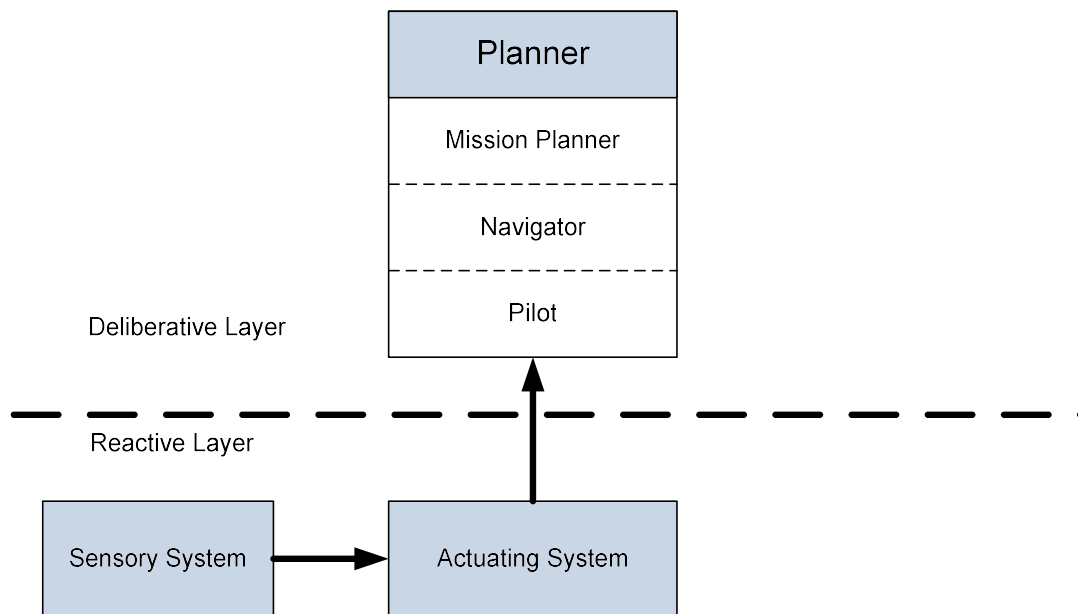 Planner
Mission Planner
Navigator
Pilot
Deliberative Layer
Reactive Layer
Sensory System
Actuating System